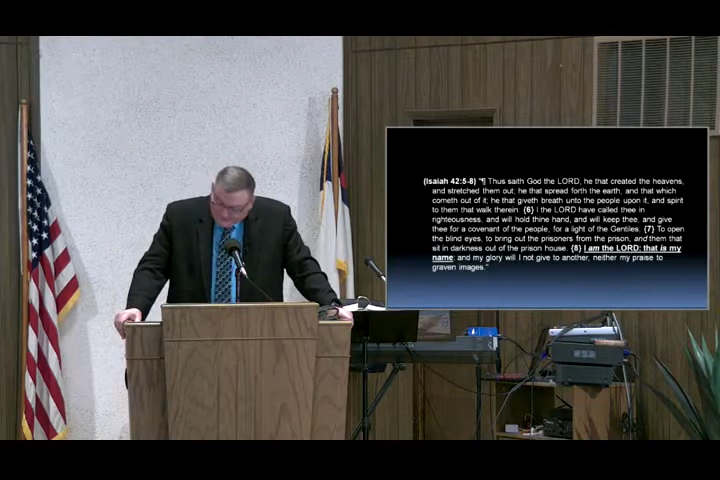 (Isaiah 42:5-8) "¶ Thus saith God the LORD, he that created the heavens,
and stretched them out; he that spread forth the earth, and that which
cometh out of it; he that giveth breath unto the people upon it, and spirit
to them that walk therein {6} I the LORD have called thee in
righteousness, and will hold thine hand, and will keep thee, and give
thee for a covenant of the people, for a light of the Gentiles. {7} To open
the blind eyes, to bring out the prisoners from the prison, and them that
sit in darkness out of the prison house. {8} I am the LORD: that is my
name: and my glory will I not give to another, neither my praise to
graven images."